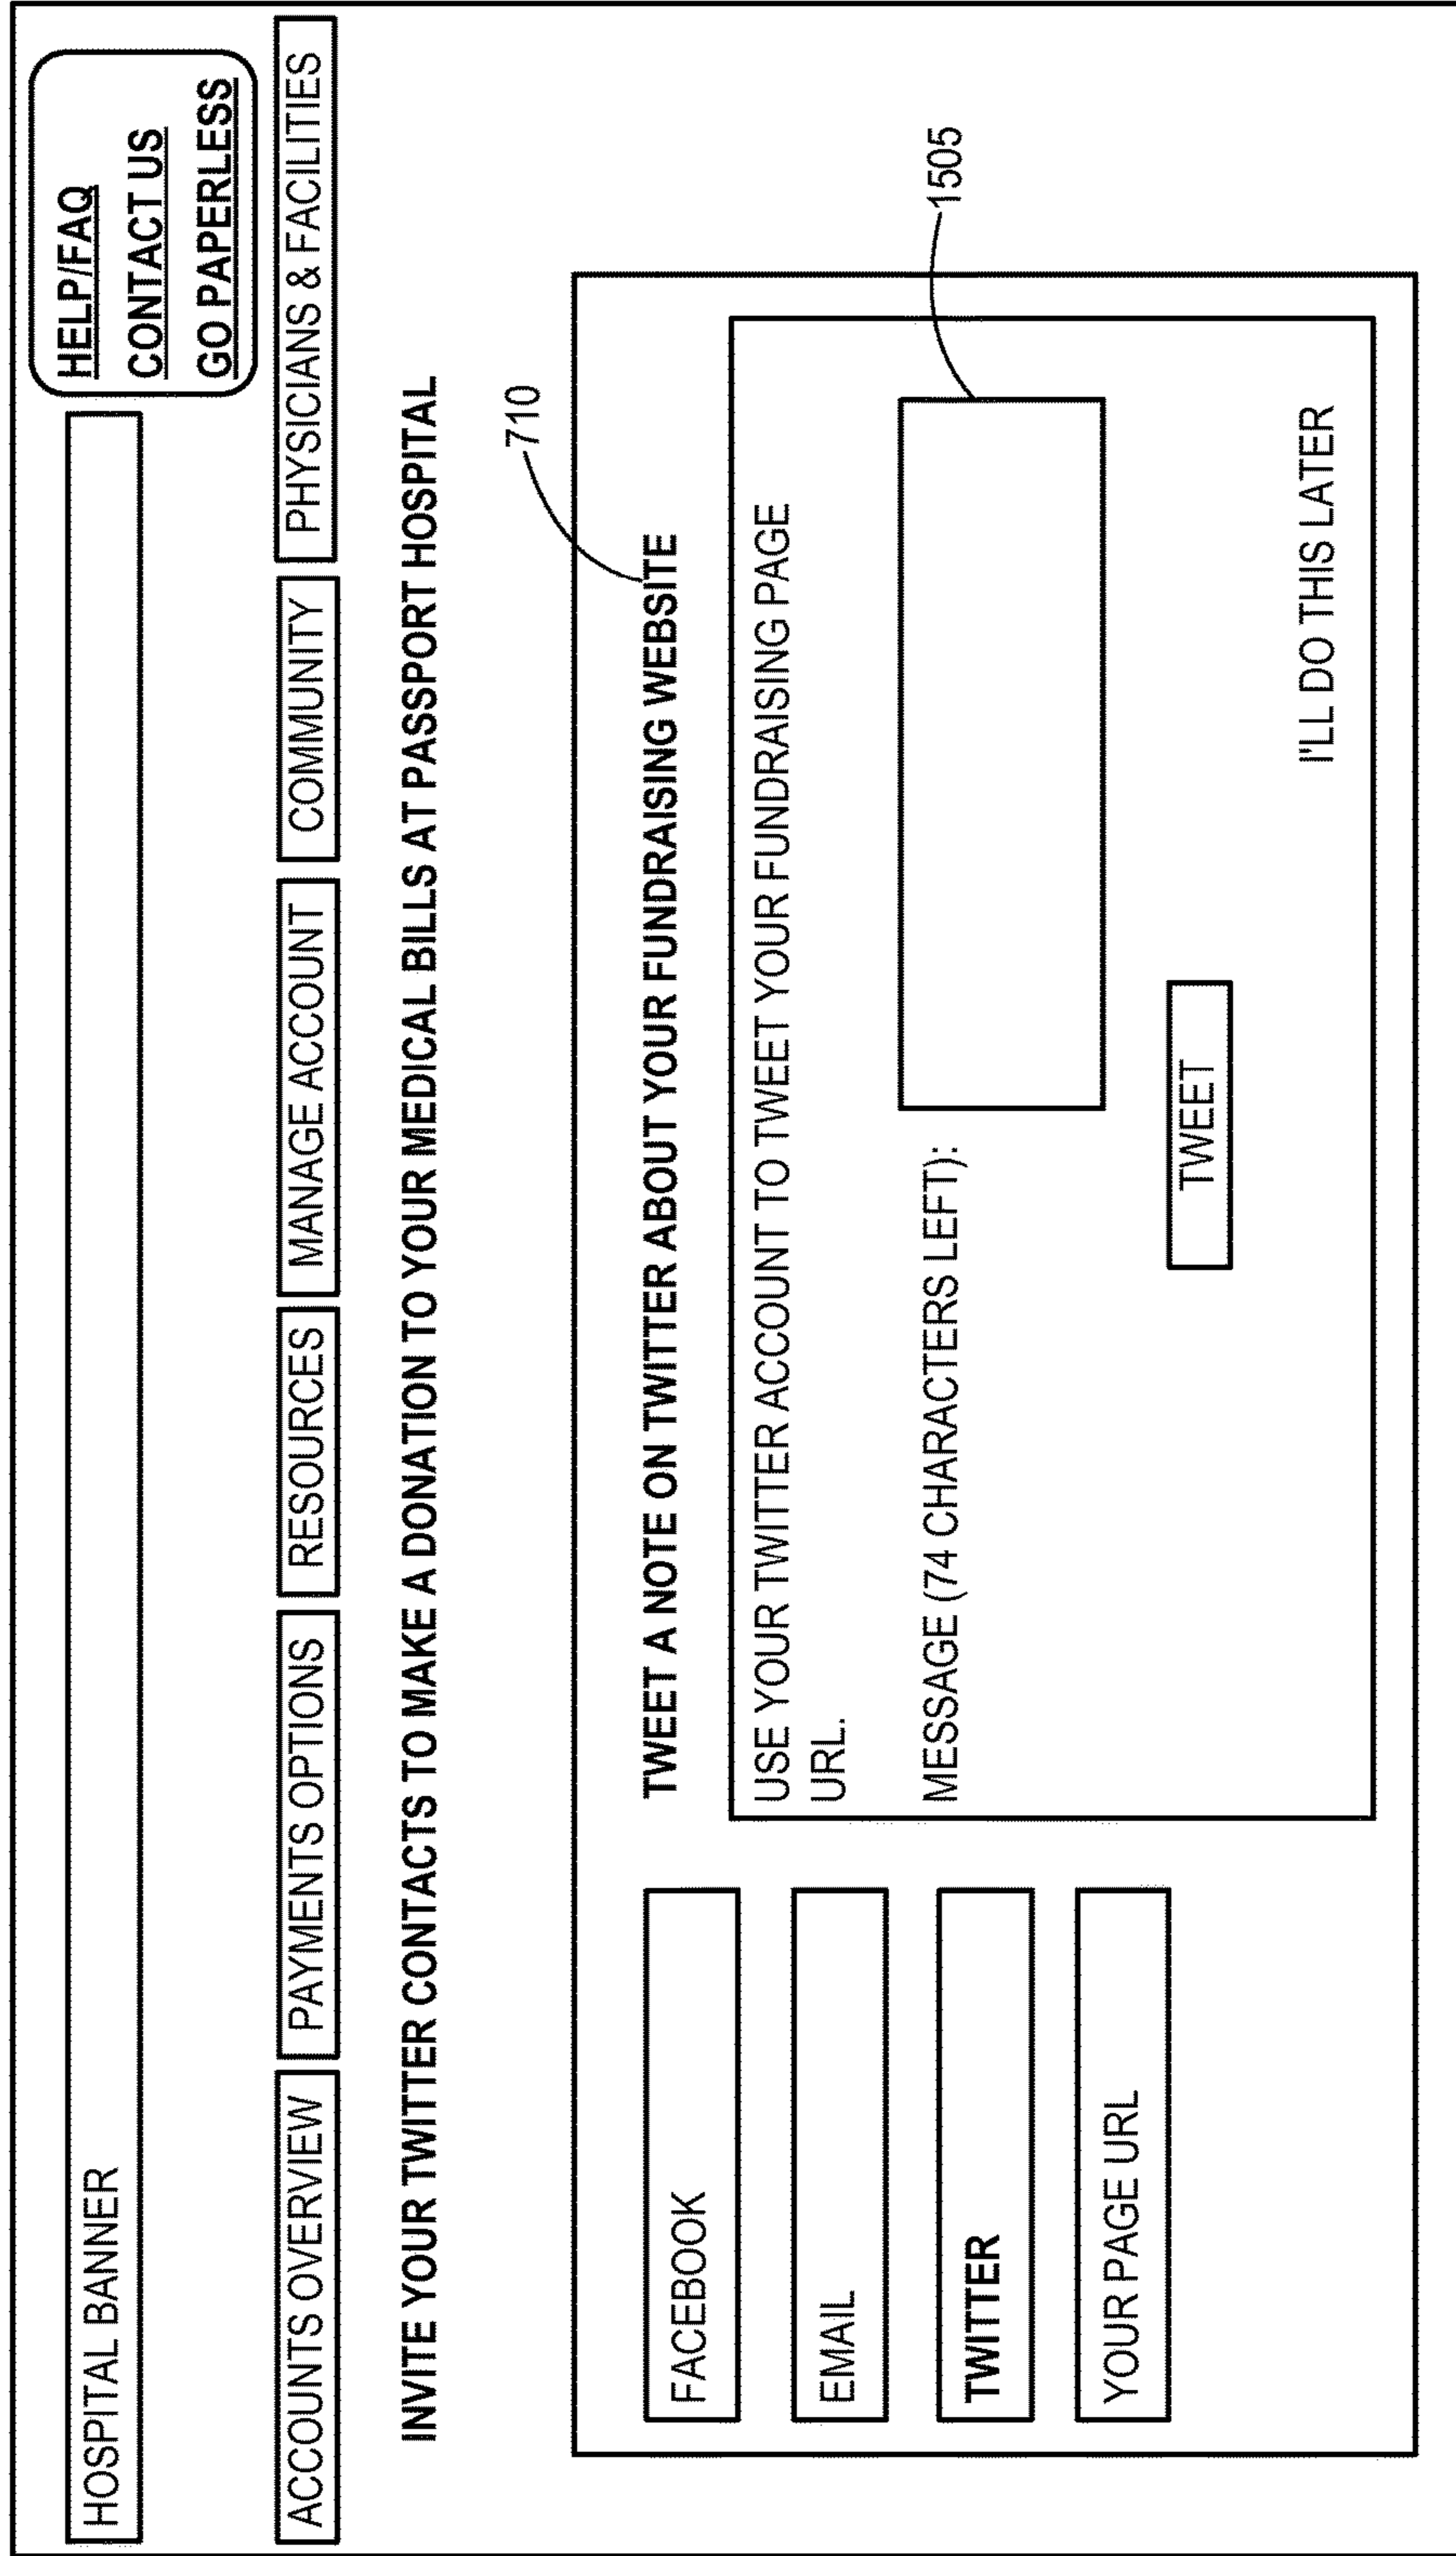 HOSPITAL BANNER
HELP/FAQ
CONTACT US
GO PAPERLESS
ACCOUNTS OVERVIEW
PAYMENTS OPTIONS
RESOURCES
MANAGE ACCOUNT
COMMUNITY
PHYSICIANS & FACILITIES
INVITE YOUR TWITTER CONTACTS TO MAKE A DONATION TO YOUR MEDICAL BILLS AT PASSPORT HOSPITAL
710
FACEBOOK
EMAIL
TWITTER
YOUR PAGE URL
TWEET A NOTE ON TWITTER ABOUT YOUR FUNDRAISING WEBSITE
USE YOUR TWITTER ACCOUNT TO TWEET YOUR FUNDRAISING PAGE
URL.
MESSAGE (74 CHARACTERS LEFT):
1505
TWEET
I'LL DO THIS LATER